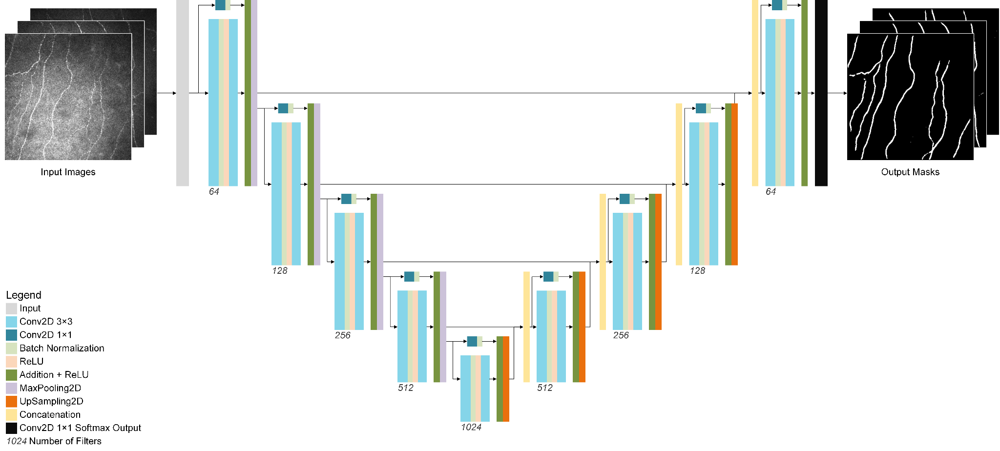 Input Images
Output Masks
64
64
128
128
256
256
512
512
1024
Legend
Input
Conv2D 3×3
Conv2D 1×1
Batch Normalization
ReLU
Addition + ReLU
MaxPooling2D
UpSampling2D
Concatenation
Conv2D 1×1 Softmax Output
1024 Number of Filters